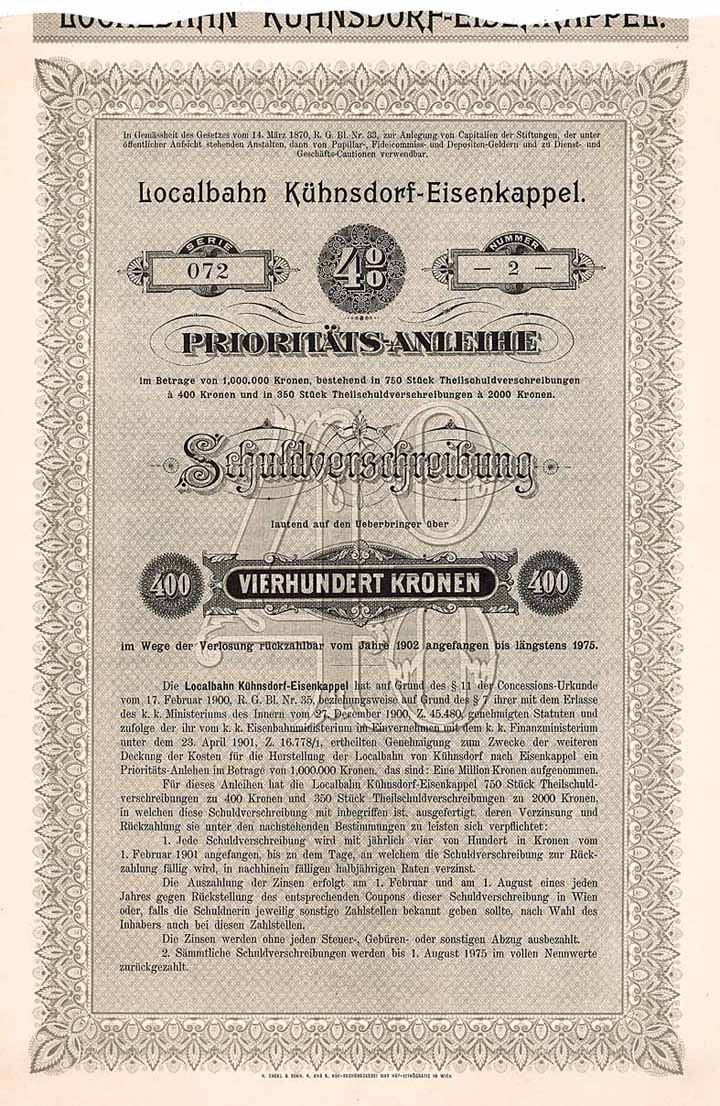 LOCALBAHN KÜHNSDORF-EISENKAPPEL.
In Gemässheit des Gesetzes vom 14. März 1870, R. G. Bl. Nr. 33, zur Anlegung von Capitalien der Stiftungen, der unter
öffentlicher Aufsicht stehenden Anstalten, dann von Pupillar-, Fideicommiss- und Depositen-Geldern und zu Dienst- und
Geschäfts-Cautionen verwendbar.
Localbahn Kühnsdorf-Eisenkappel.
SERIE
072
4%
NUMMER
— 2 —
PRIORITÄTS-ANLEIHE
im Betrage von 1,000.000 Kronen, bestehend in 750 Stück Theilschuldverschreibungen
à 400 Kronen und in 350 Stück Theilschuldverschreibungen à 2000 Kronen.
Schuldverschreibung
lautend auf den Ueberbringer über
400 VIERHUNDERT KRONEN 400
im Wege der Verlosung rückzahlbar vom Jahre 1902 angefangen bis längstens 1975.
Die Localbahn Kühnsdorf-Eisenkappel hat auf Grund des § 11 der Concessions-Urkunde
vom 17. Februar 1900, R. G. Bl. Nr. 35, beziehungsweise auf Grund des § 7 ihrer mit dem Erlasse
des k. k. Ministeriums des Innern vom 27. December 1900, Z. 45.480, genehmigten Statuten und
zufolge der ihr vom k. k. Eisenbahnministerium im Einvernehmen mit dem k. k. Finanzministerium
unter dem 23. April 1901, Z. 16.778/1, ertheilten Genehmigung zum Zwecke der weiteren
Deckung der Kosten für die Herstellung der Localbahn von Kühnsdorf nach Eisenkappel ein
Prioritäts-Anlehen im Betrage von 1,000.000 Kronen, das sind: Eine Million Kronen aufgenommen.
Für dieses Anleihen hat die Localbahn Kühnsdorf-Eisenkappel 750 Stück Theilschuld-
verschreibungen zu 400 Kronen und 350 Stück Theilschuldverschreibungen zu 2000 Kronen,
in welchen diese Schuldverschreibung mit inbegriffen ist, ausgefertigt, deren Verzinsung und
Rückzahlung sie unter den nachstehenden Bestimmungen zu leisten sich verpflichtet:
1. Jede Schuldverschreibung wird mit jährlich vier von Hundert in Kronen vom
1. Februar 1901 angefangen, bis zu dem Tage, an welchem die Schuldverschreibung zur Rück-
zahlung fällig wird, in nachhinein fälligen halbjährigen Raten verzinst.
Die Auszahlung der Zinsen erfolgt am 1. Februar und am 1. August eines jeden
Jahres gegen Rückstellung des entsprechenden Coupons dieser Schuldverschreibung in Wien
oder, falls die Schuldnerin jeweilig sonstige Zahlstellen bekannt geben sollte, nach Wahl des
Inhabers auch bei diesen Zahlstellen.
Die Zinsen werden ohne jeden Steuer-, Gebüren- oder sonstigen Abzug ausbezahlt.
2. Sämmtliche Schuldverschreibungen werden bis 1. August 1975 im vollen Nennwerte
zurückgezahlt.
H. ENGEL & SOHN, K. UND K. HOF-BUCHDRUCKEREI UND HOF-LITHOGRAFIE IN WIEN